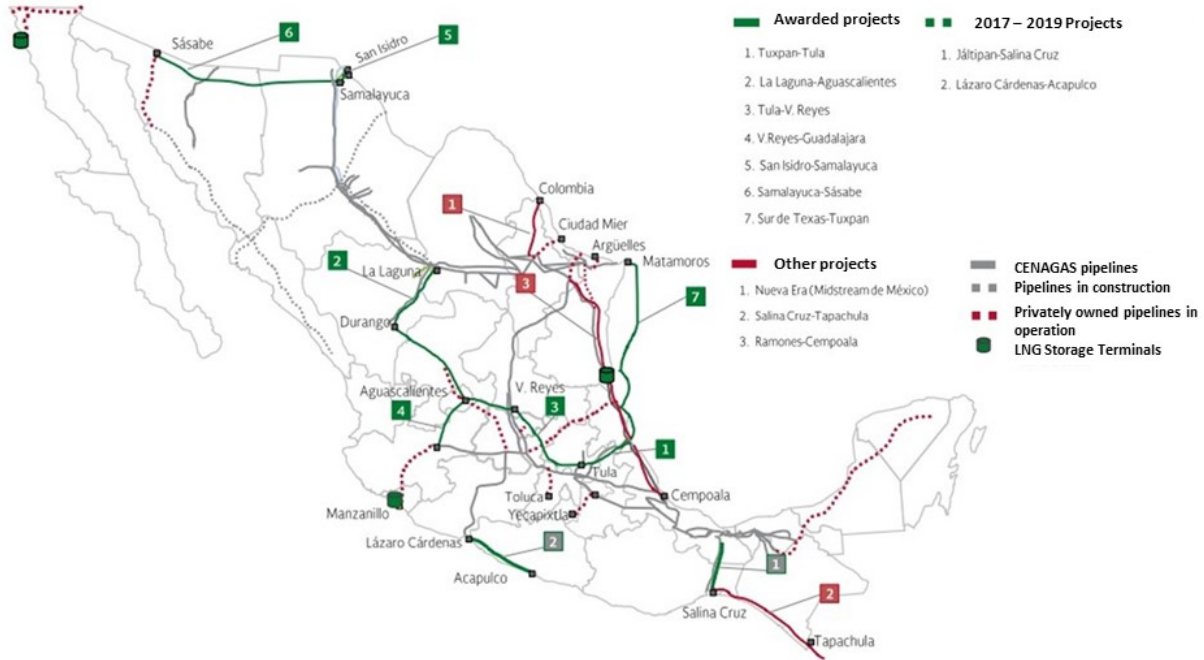 Awarded projects
1. Tuxpan-Tula
2. La Laguna-Aguascalientes
3. Tula-V. Reyes
4. V.Reyes-Guadalajara
5. San Isidro-Samalayuca
6. Samalayuca-Sásabe
7. Sur de Texas-Tuxpan
2017 – 2019 Projects
1. Jáltipan-Salina Cruz
2. Lázaro Cárdenas-Acapulco
Other projects
1. Nueva Era (Midstream de México)
2. Salina Cruz-Tapachula
3. Ramones-Cempoala
CENAGAS pipelines
Pipelines in construction
Privately owned pipelines in
operation
LNG Storage Terminals
Sásabe
6
San Isidro
5
Samalayuca
Colombia
1
Ciudad Mier
Argüelles
Matamoros
2
La Laguna
3
7
Durango
Aguascalientes
V. Reyes
4
3
1
Tula
Toluca
Yecapixtla
Cempoala
Manzanillo
Lázaro Cárdenas
2
Acapulco
1
Salina Cruz
2
Tapachula